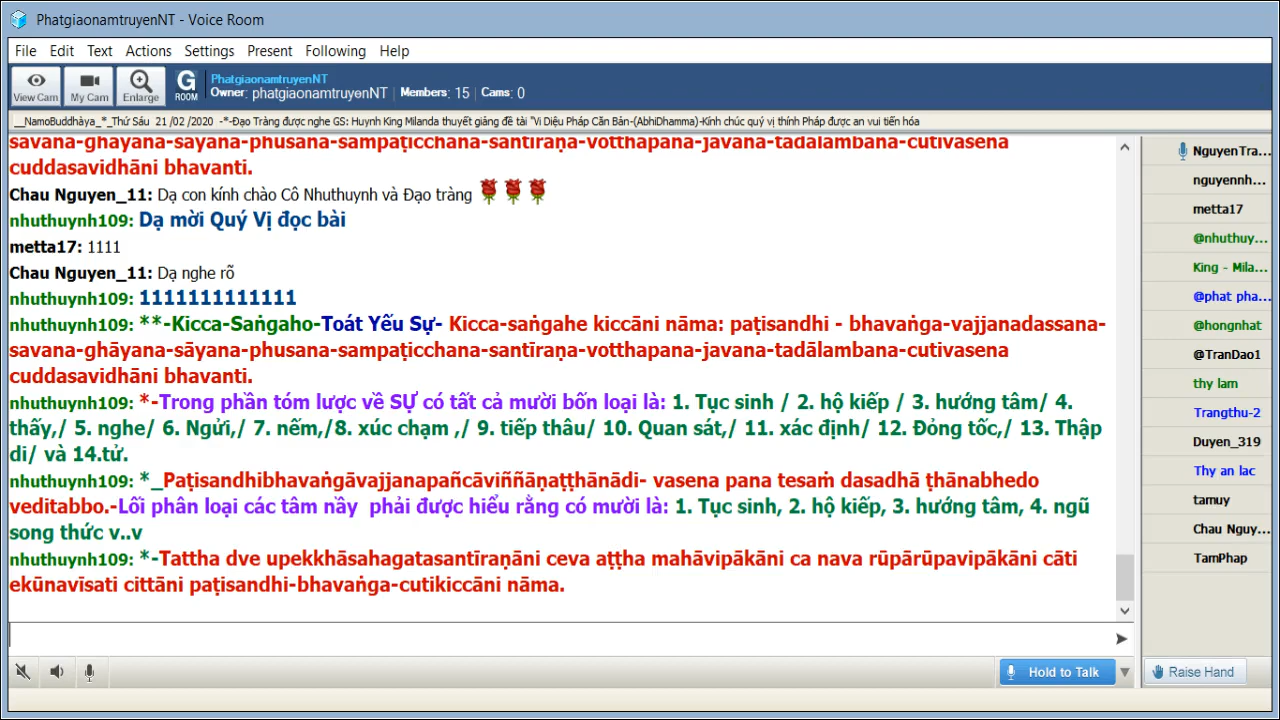 PhatgiaonamtruyenNT - Voice Room
File Edit Text Actions Settings Present Following Help
View Cam My Cam Enlarge G ROOM
PhatgiaonamtruyenNT
Owner: phatgiaonamtruyenNT | Members: 15 | Cams: 0
__NamoBuddhàya_*_Thứ Sáu 21 /02 /2020 -*-Đạo Tràng được nghe GS: Huynh King Milanda thuyết giảng đề tài "Vi Diệu Pháp Căn Bản-(AbhiDhamma)-Kính chúc quý vị thính Pháp được an vui tiến hóa
savana-ghāyana-sāyana-phusana-sampaṭicchana-santīraṇa-votthapana-javana-tadālambana-cutivasena
cuddasavidhāni bhavanti.
Chau Nguyen_11: Dạ con kính chào Cô Nhuthuynh và Đạo tràng
nhuthuynh109: Dạ mời Quý Vị đọc bài
metta17: 1111
Chau Nguyen_11: Dạ nghe rõ
nhuthuynh109: 1111111111111
nhuthuynh109: **-Kicca-Saṅgaho-Toát Yếu Sự- Kicca-saṅgahe kiccāni nāma: paṭisandhi - bhavaṅga-vajjanadassana-
savana-ghāyana-sāyana-phusana-sampaṭicchana-santīraṇa-votthapana-javana-tadālambana-cutivasena
cuddasavidhāni bhavanti.
nhuthuynh109: *-Trong phần tóm lược về SỰ có tất cả mười bốn loại là: 1. Tục sinh / 2. hộ kiếp / 3. hướng tâm/ 4.
thấy,/ 5. nghe/ 6. Ngửi,/ 7. nếm,/8. xúc chạm ,/ 9. tiếp thâu/ 10. Quan sát,/ 11. xác định/ 12. Đỏng tốc,/ 13. Thập
di/ và 14.tử.
nhuthuynh109: *_Paṭisandhibhavaṅgāvajjanapañcāviññāṇaṭṭhānādi- vasena pana tesaṁ dasadhā ṭhānabhedo
veditabbo.-Lối phân loại các tâm nầy phải được hiểu rằng có mười là: 1. Tục sinh, 2. hộ kiếp, 3. hướng tâm, 4. ngũ
song thức v..v
nhuthuynh109: *-Tattha dve upekkhāsahagatasantīraṇāni ceva aṭṭha mahāvipākāni ca nava rūpārūpavipākāni cāti
ekūnavīsati cittāni paṭisandhi-bhavaṅga-cutikiccāni nāma.
NguyenTra...
nguyennh...
metta17
@nhuthuy...
King - Mila...
@phat pha...
@hongnhat
@TranDao1
thy lam
Trangthu-2
Duyen_319
Thy an lac
tamuy
Chau Nguy...
TamPhap
Hold to Talk
Raise Hand